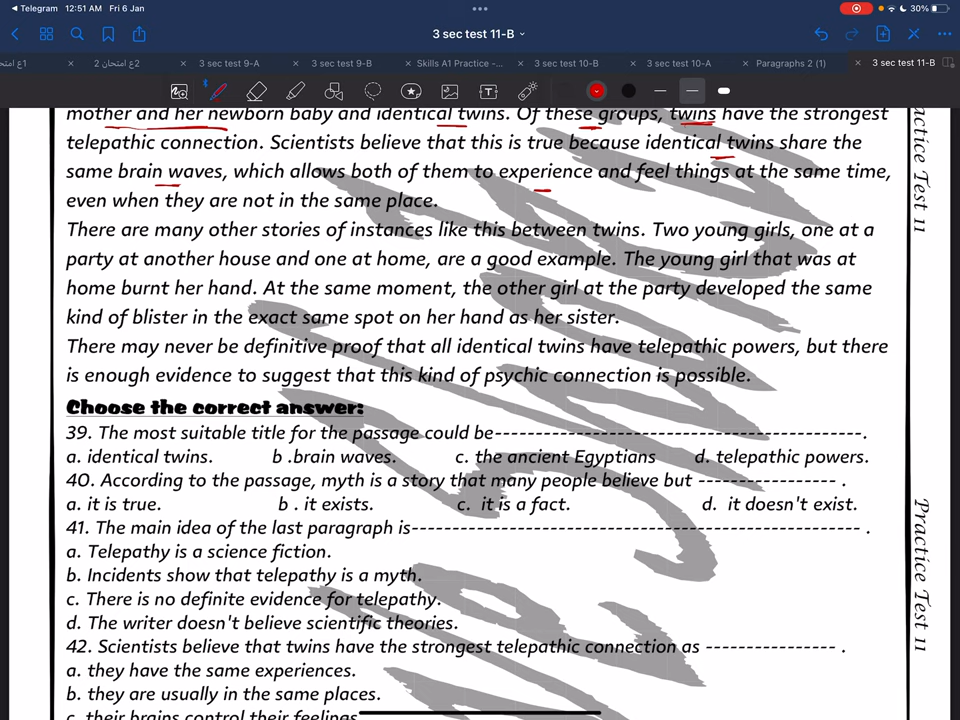 Telegram 12:51 AM Fri 6 Jan 30%
3 sec test 11-B
ع امتحان 2 3 sec test 9-A 3 sec test 9-B Skills A1 Practice -... 3 sec test 10-B 3 sec test 10-A Paragraphs 2 (1) 3 sec test 11-B
mother and her newborn baby and identical twins. Of these groups, twins have the strongest
telepathic connection. Scientists believe that this is true because identical twins share the
same brain waves, which allows both of them to experience and feel things at the same time,
even when they are not in the same place.
There are many other stories of instances like this between twins. Two young girls, one at a
party at another house and one at home, are a good example. The young girl that was at
home burnt her hand. At the same moment, the other girl at the party developed the same
kind of blister in the exact same spot on her hand as her sister.
There may never be definitive proof that all identical twins have telepathic powers, but there
is enough evidence to suggest that this kind of psychic connection is possible.
Choose the correct answer:
39. The most suitable title for the passage could be----------------------------------------------.
a. identical twins. b .brain waves. c. the ancient Egyptians d. telepathic powers.
40. According to the passage, myth is a story that many people believe but ----------------- .
a. it is true. b . it exists. c. it is a fact. d. it doesn't exist.
41. The main idea of the last paragraph is-------------------------------------------------------- .
a. Telepathy is a science fiction.
b. Incidents show that telepathy is a myth.
c. There is no definite evidence for telepathy.
d. The writer doesn't believe scientific theories.
42. Scientists believe that twins have the strongest telepathic connection as ---------------- .
a. they have the same experiences.
b. they are usually in the same places.
c. their brains control their feelings
Practice Test 11
Practice Test 11